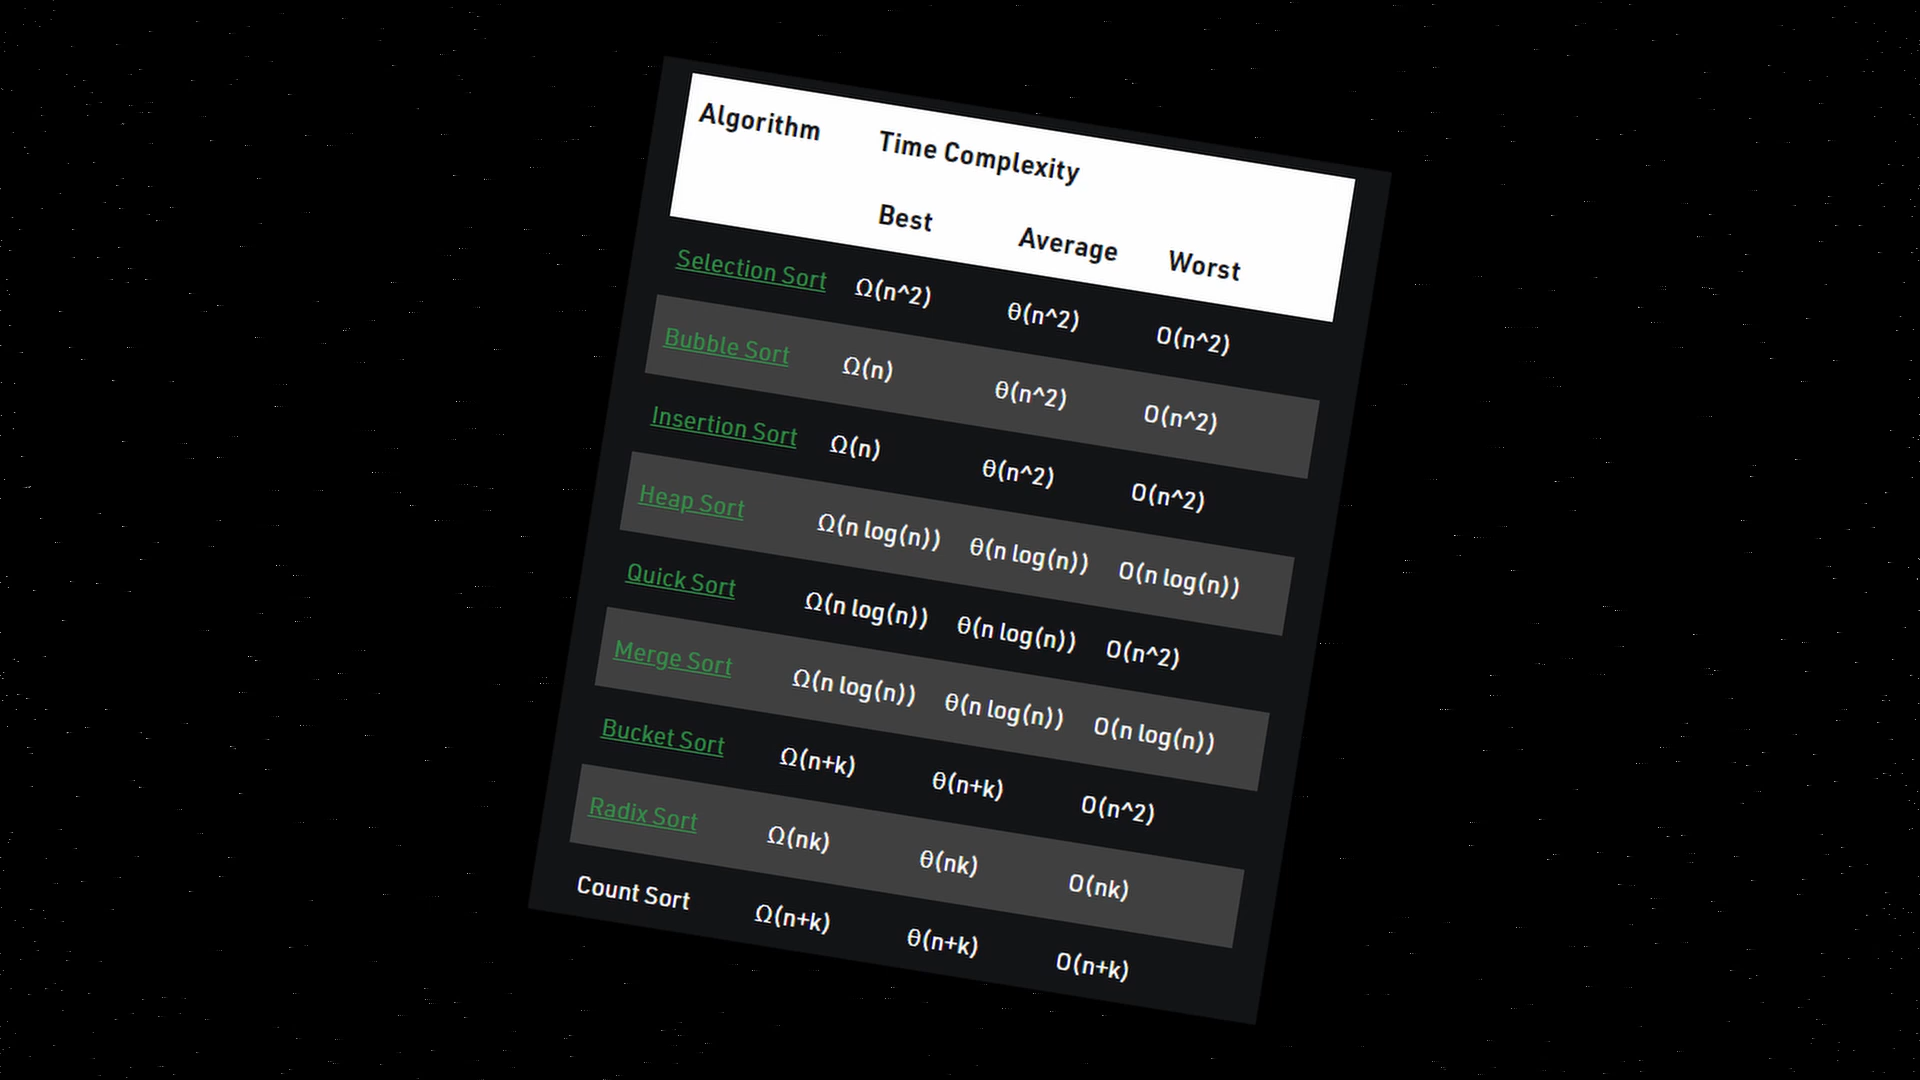 Algorithm Time Complexity
Best Average Worst
Selection Sort Ω(n^2) θ(n^2) O(n^2)
Bubble Sort Ω(n) θ(n^2) O(n^2)
Insertion Sort Ω(n) θ(n^2) O(n^2)
Heap Sort Ω(n log(n)) θ(n log(n)) O(n log(n))
Quick Sort Ω(n log(n)) θ(n log(n)) O(n^2)
Merge Sort Ω(n log(n)) θ(n log(n)) O(n log(n))
Bucket Sort Ω(n+k) θ(n+k) O(n^2)
Radix Sort Ω(nk) θ(nk) O(nk)
Count Sort Ω(n+k) θ(n+k) O(n+k)